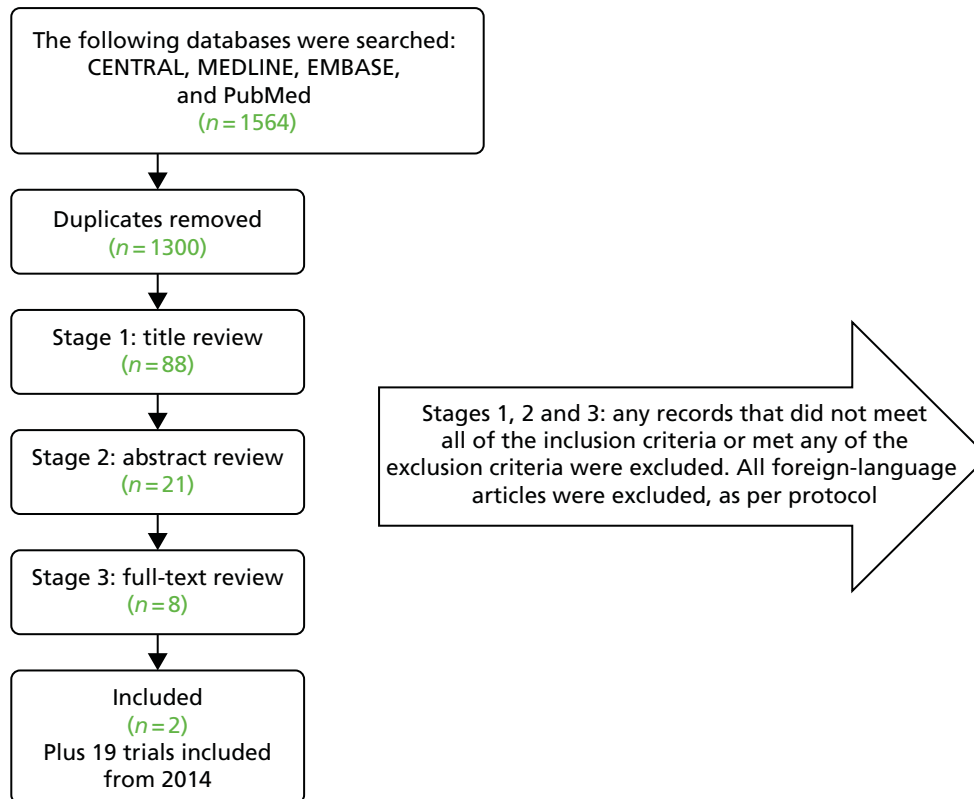 The following databases were searched:
CENTRAL, MEDLINE, EMBASE,
and PubMed
(n=1564)
Duplicates removed
(n=1300)
Stage 1: title review
(n=88)
Stage 2: abstract review
(n=21)
Stage 3: full-text review
(n=8)
Included
(n=2)
Plus 19 trials included
from 2014
Stages 1, 2 and 3: any records that did not meet
all of the inclusion criteria or met any of the
exclusion criteria were excluded. All foreign-language
articles were excluded, as per protocol